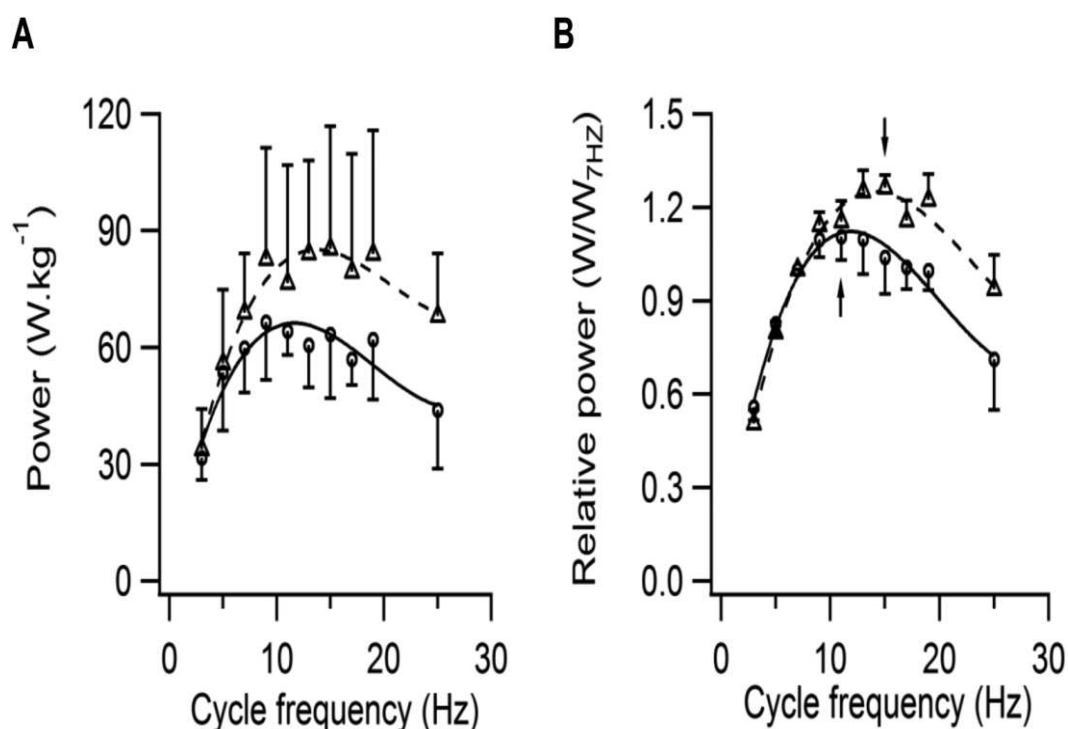 A
Power (W.kg-1)
120
90
60
30
0
0 10 20 30
Cycle frequency (Hz)
B
Relative power (W/W7HZ)
1.5
1.2
0.9
0.6
0.3
0.0
0 10 20 30
Cycle frequency (Hz)